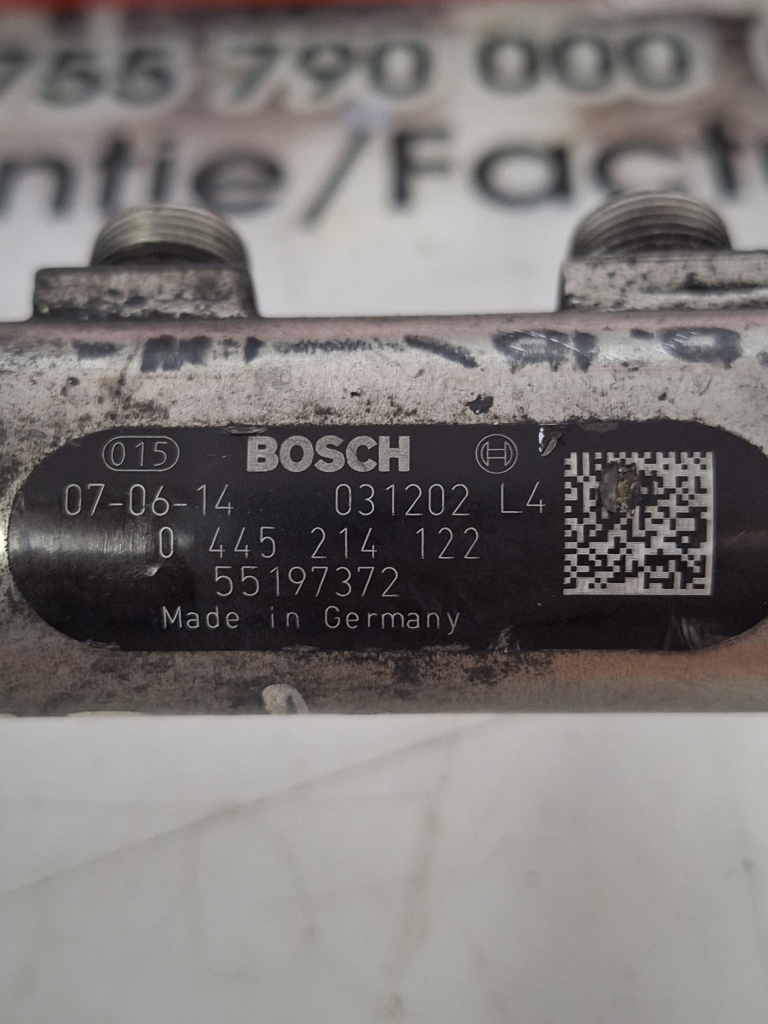 755 790 000
ntie/Factu
015 BOSCH
07-06-14 031202 L4
0 445 214 122
55197372
Made in Germany